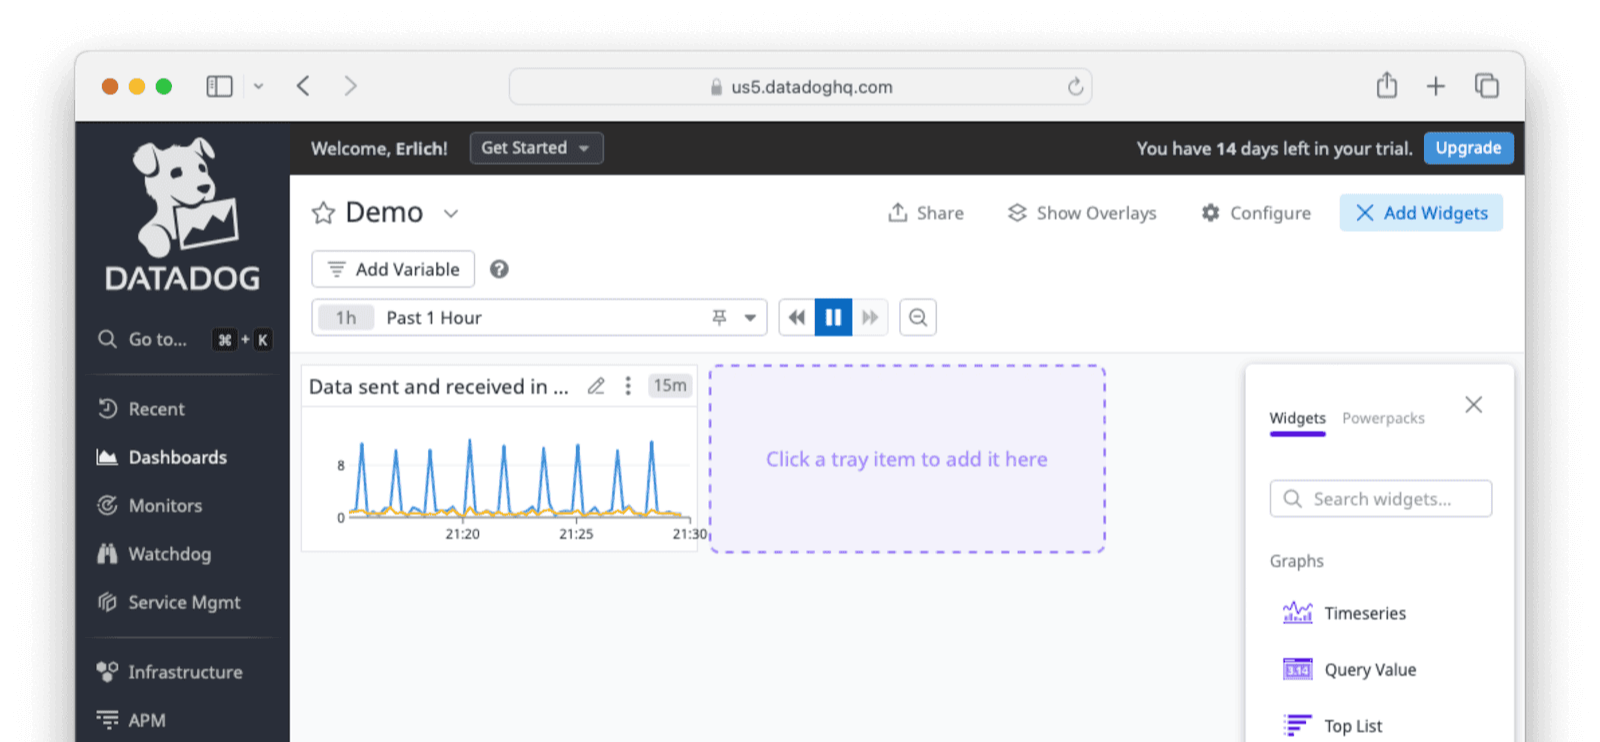 us5.datadoghq.com
DATADOG
Go to... ⌘ + K
Recent
Dashboards
Monitors
Watchdog
Service Mgmt
Infrastructure
APM
Welcome, Erlich!
Get Started
You have 14 days left in your trial.
Upgrade
Demo
Share
Show Overlays
Configure
Add Widgets
Add Variable
?
1h Past 1 Hour
Data sent and received in ...
15m
8
0
21:20 21:25 21:30
Click a tray item to add it here
Widgets Powerpacks
Search widgets...
Graphs
Timeseries
3.14
Query Value
Top List